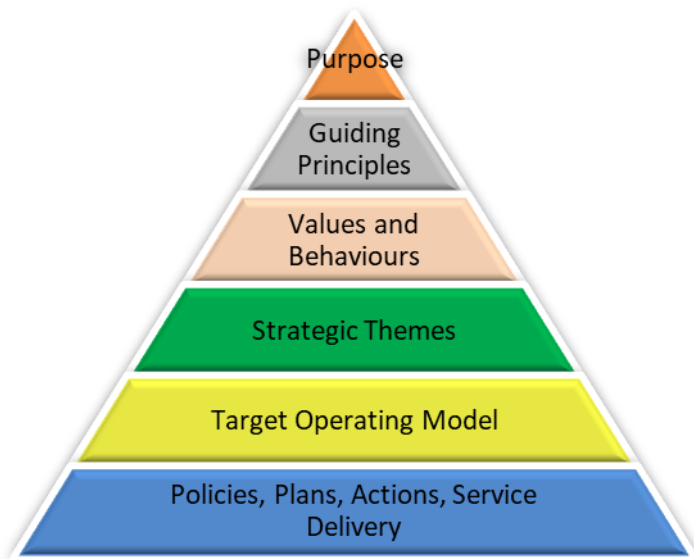 Purpose
Guiding
Principles
Values and
Behaviours
Strategic Themes
Target Operating Model
Policies, Plans, Actions, Service
Delivery